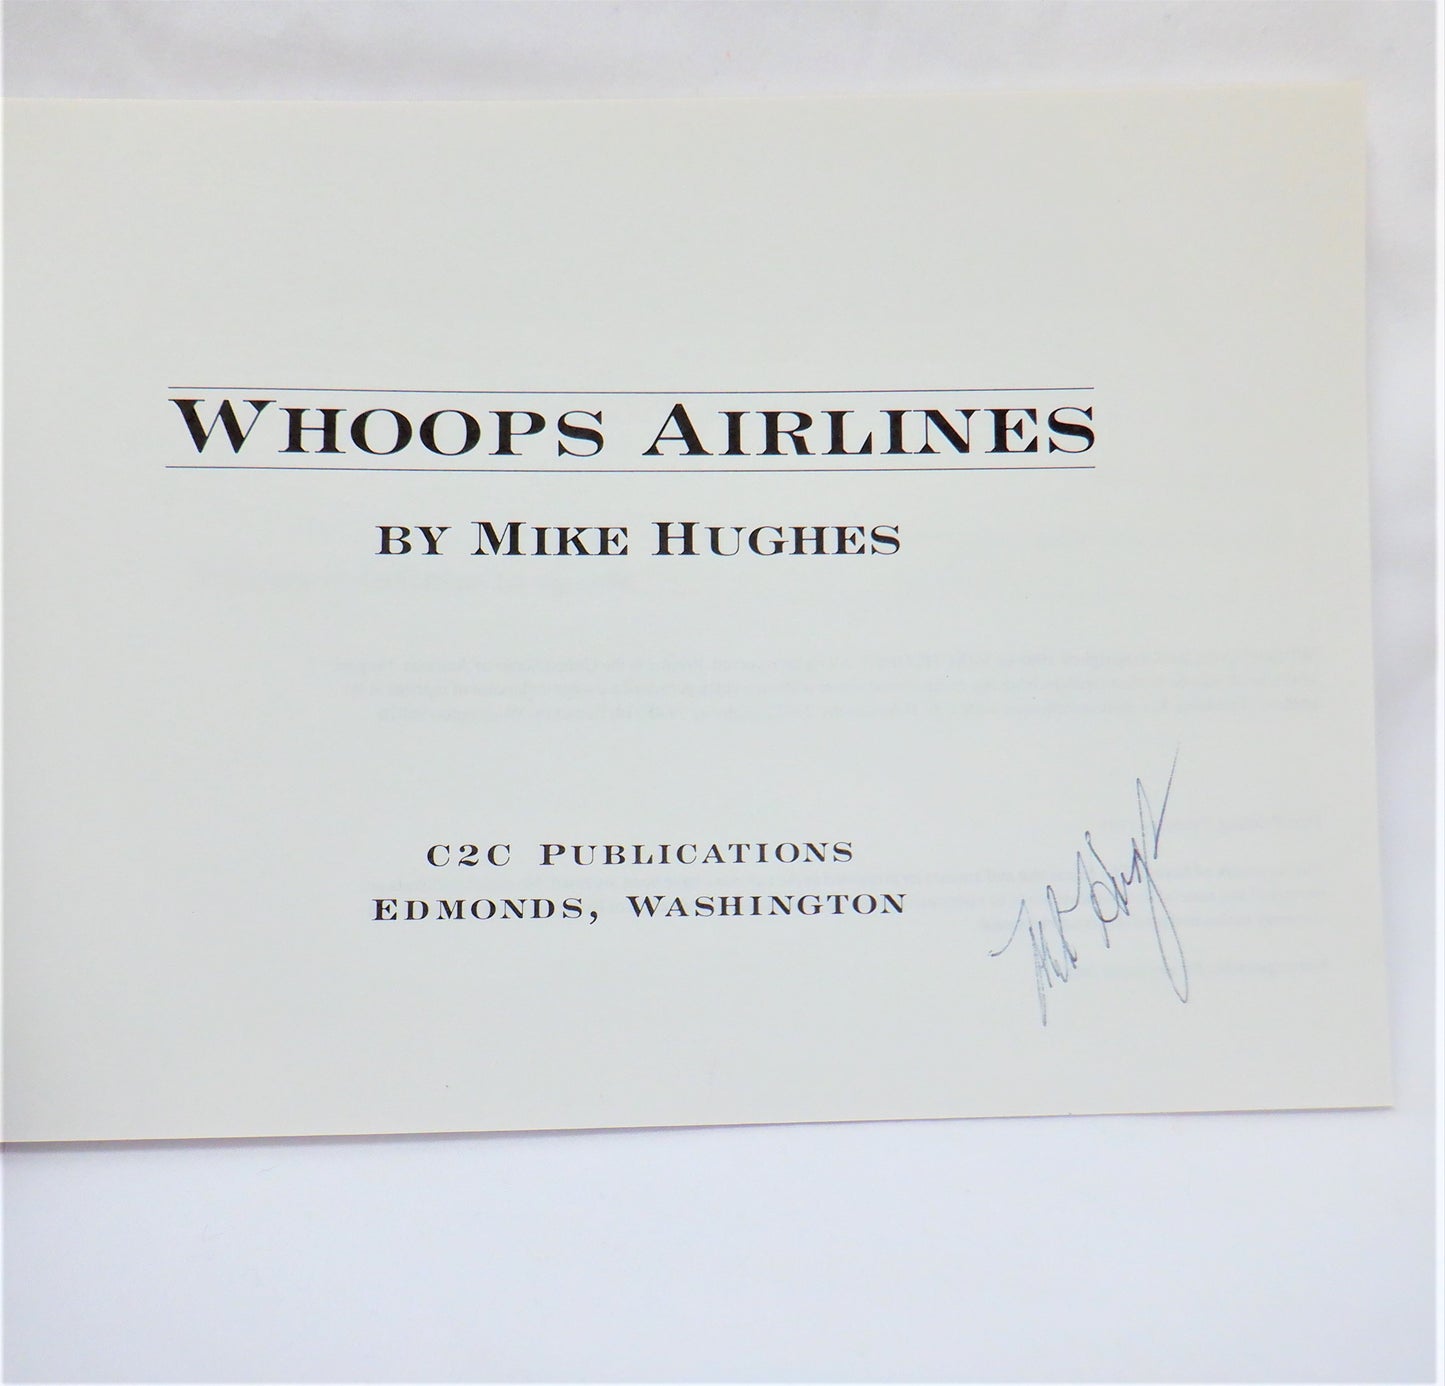 WHOOPS AIRLINES
BY MIKE HUGHES
C2C PUBLICATIONS
EDMONDS, WASHINGTON